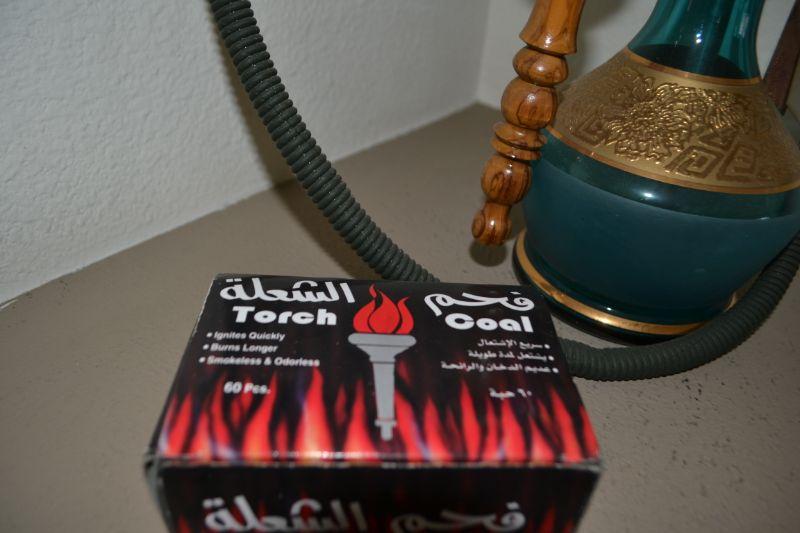 فحم الشعلة
Torch Coal
• Ignites Quickly
• Burns Longer
• Smokeless & Odorless
60 Pcs.
• سريع الإشتعال
• يشتعل لمدة طويلة
• عديم الدخان والرائحة
٦٠ حبة
فحم الشعلة